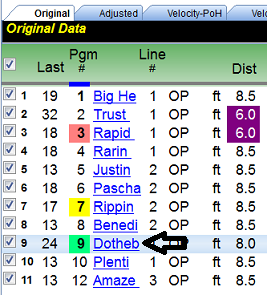 Original Adjusted Velocity-PoH Velo
Original Data
Pgm Line
Last # # Dist
1 19 1 Big He 1 OP ft 8.5
2 32 2 Trust 1 OP ft 6.0
3 18 3 Rapid 1 OP ft 6.0
4 18 4 Rarin 1 OP ft 8.5
5 13 5 Justin 2 OP ft 8.5
6 18 6 Pascha 2 OP ft 8.5
7 17 7 Rippin 2 OP ft 8.5
8 13 8 Benedi 2 OP ft 8.5
9 24 9 Dotheb OP ft 8.0
10 13 10 Plenti 1 OP ft 8.5
11 13 12 Amaze 3 OP ft 8.5